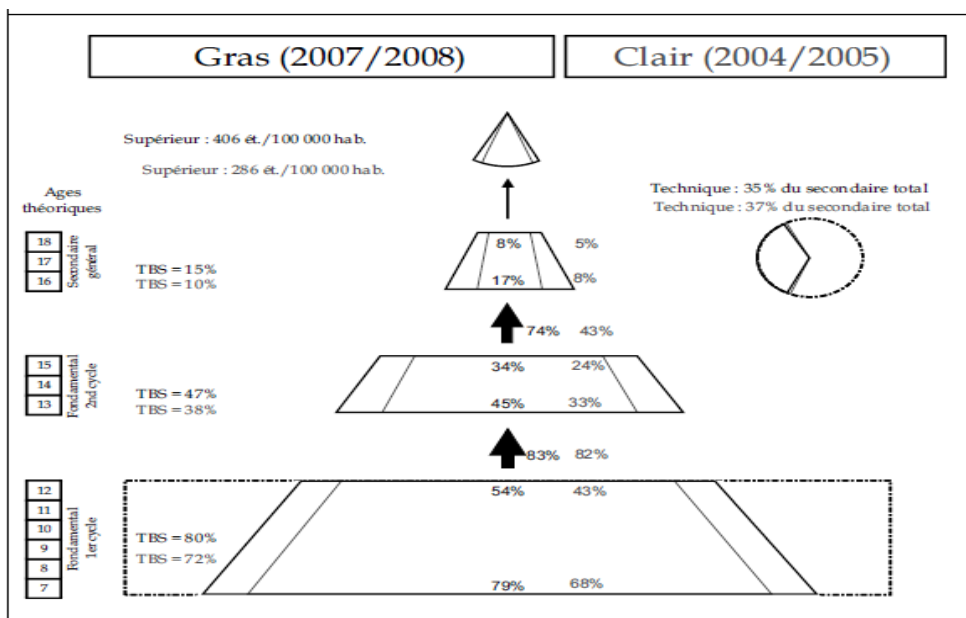 Gras (2007/2008)
Clair (2004/2005)
Supérieur : 406 ét./100 000 hab.
Supérieur : 286 ét./100 000 hab.
Ages
théoriques
Technique : 35% du secondaire total
Technique : 37% du secondaire total
18
17
16
Secondaire
général
TBS = 15%
TBS = 10%
8% 5%
17% 8%
74% 43%
15
14
13
Fondamental
2nd cycle
TBS = 47%
TBS = 38%
34% 24%
45% 33%
83% 82%
12
11
10
9
8
7
Fondamental
1er cycle
TBS = 80%
TBS = 72%
54% 43%
79% 68%